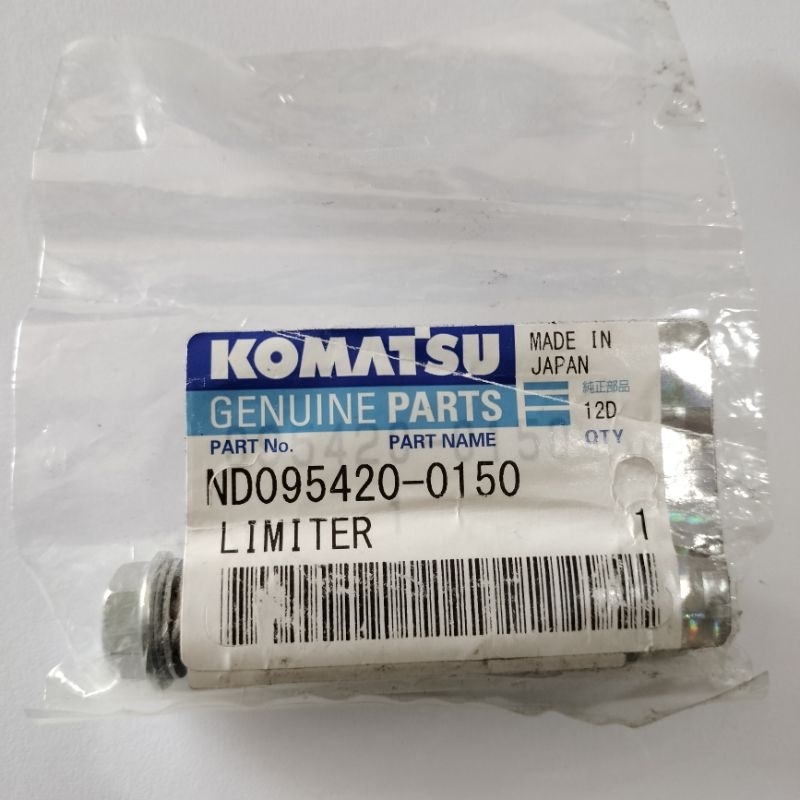 KOMATSU
MADE IN
JAPAN
GENUINE PARTS
純正部品
12D
PART No. PART NAME QTY
ND095420-0150
LIMITER 1